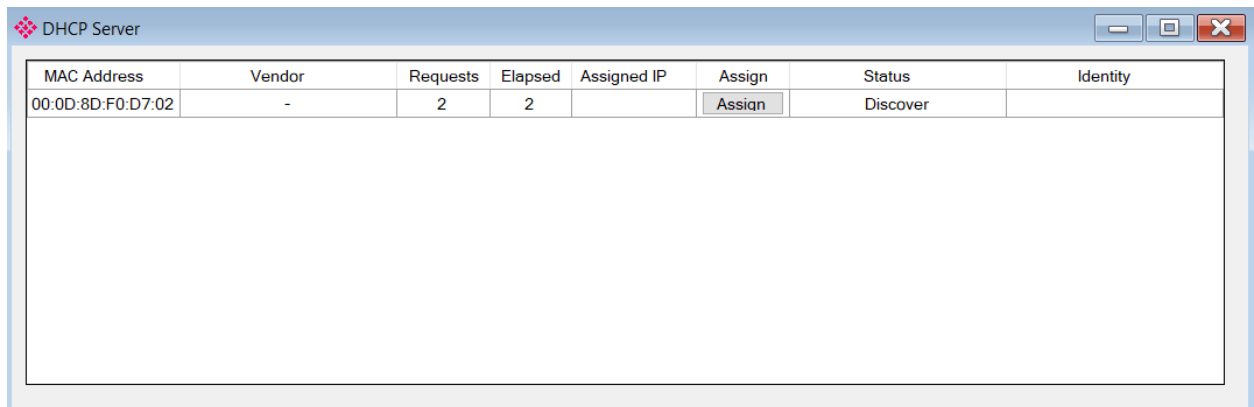 DHCP Server
MAC Address Vendor Requests Elapsed Assigned IP Assign Status Identity
00:0D:8D:F0:D7:02 - 2 2 Assign Discover